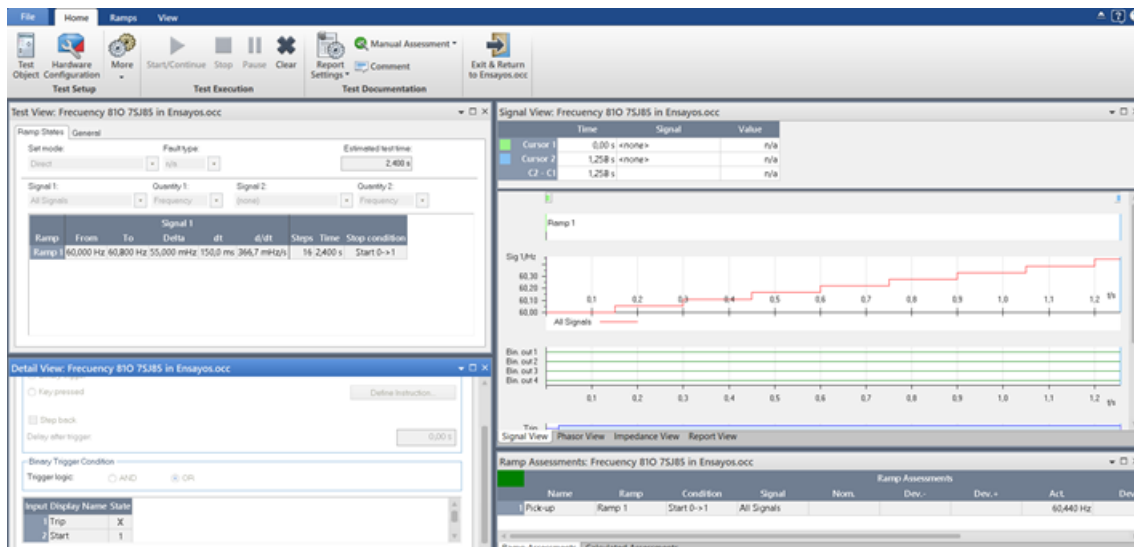 File Home Ramps View
Test Object Hardware Configuration More Start/Continue Stop Pause Clear Report Settings Manual Assessment Comment Exit & Return to Ensayos.occ
Test Setup Test Execution Test Documentation
Test View: Frecuency 81O 7SJ85 in Ensayos.occ
Ramp States General
Set mode: Fault type: Estimated test time:
Direct n/a 2,400 s
Signal 1: Quantity 1: Signal 2: Quantity 2:
All Signals Frequency (none) Frequency
Signal 1
Ramp From To Delta dt d/dt Steps Time Stop condition
Ramp 1 60,000 Hz 60,800 Hz 55,000 mHz 150,0 ms 366,7 mHz/s 16 2,400 s Start 0->1
Detail View: Frecuency 81O 7SJ85 in Ensayos.occ
Key pressed Define Instruction...
Step back
Delay after trigger: 0,00 s
Binary Trigger Condition
Trigger logic: AND OR
Input Display Name State
1 Trip X
2 Start 1
Signal View: Frecuency 81O 7SJ85 in Ensayos.occ
Time Signal Value
Cursor 1 0,00 s <none> n/a
Cursor 2 1,258 s <none> n/a
C2 - C1 1,258 s n/a
Ramp 1
Sig 1/Hz
60,30
60,20
60,10
60,00
0,1 0,2 0,3 0,4 0,5 0,6 0,7 0,8 0,9 1,0 1,1 1,2 t/s
All Signals
Bin. out 1
Bin. out 2
Bin. out 3
Bin. out 4
0,1 0,2 0,3 0,4 0,5 0,6 0,7 0,8 0,9 1,0 1,1 1,2 t/s
Trip
Signal View Phasor View Impedance View Report View
Ramp Assessments: Frecuency 81O 7SJ85 in Ensayos.occ
Ramp Assessments
Name Ramp Condition Signal Nom. Dev.- Dev.+ Act. Dev
1 Pick-up Ramp 1 Start 0->1 All Signals 60,440 Hz
Ramp Assessments Calculated Assessments